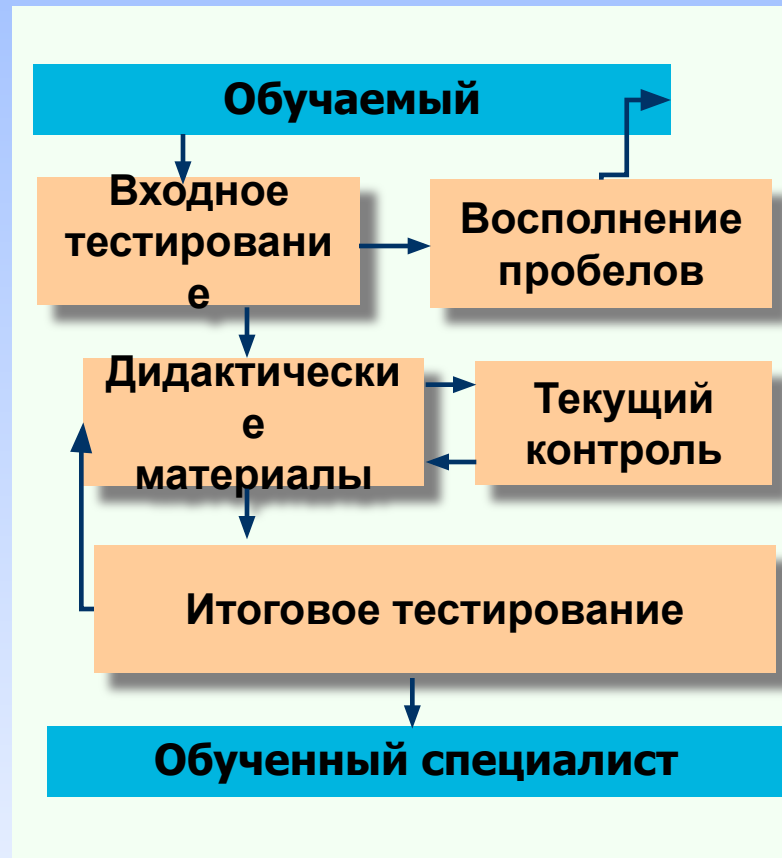 Обучаемый
Входное
тестировани
е
Восполнение
пробелов
Дидактически
е
материалы
Текущий
контроль
Итоговое тестирование
Обученный специалист